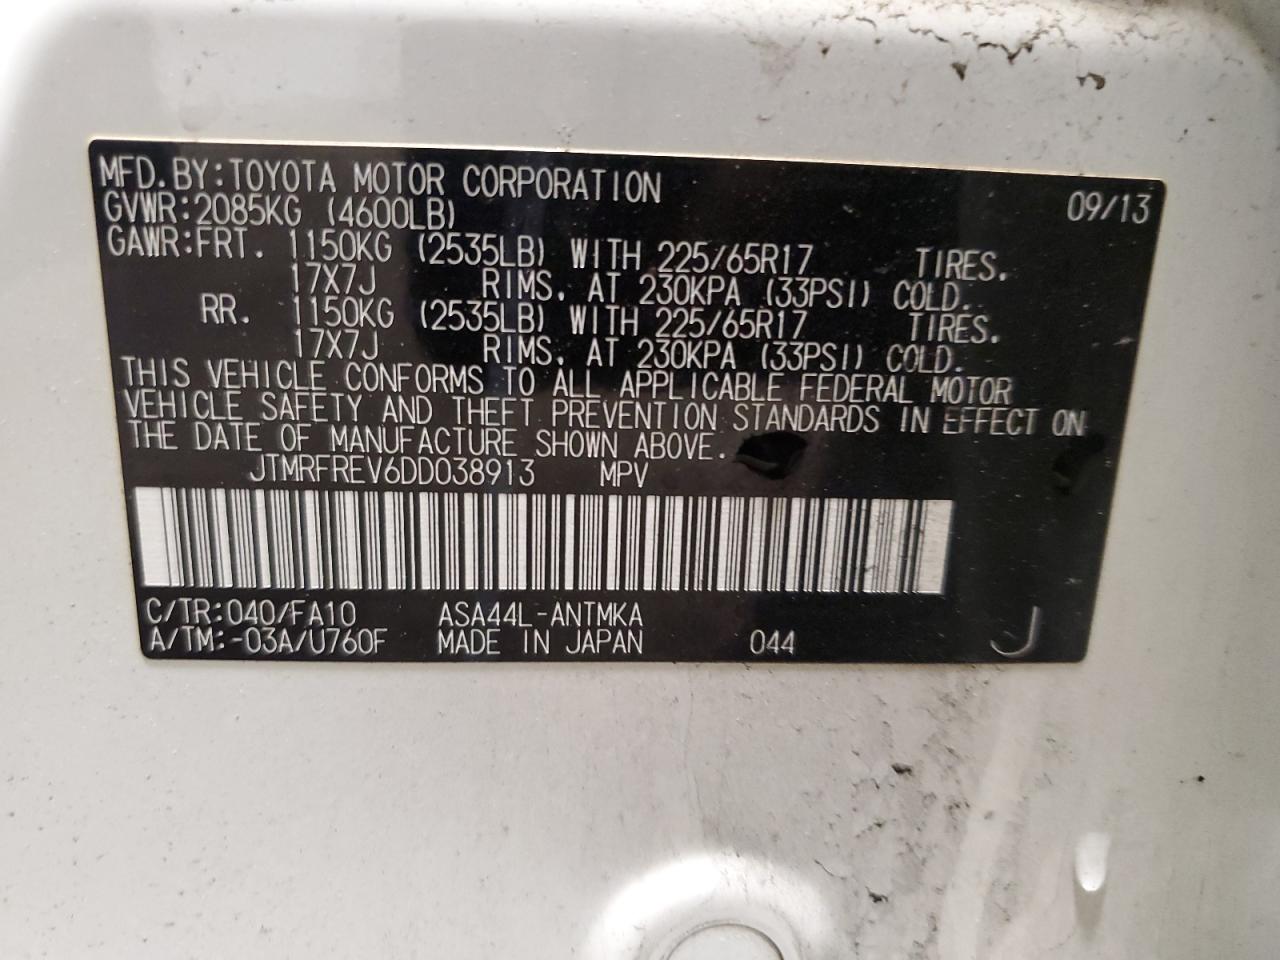 MFD. BY: TOYOTA MOTOR CORPORATION 09/13
GVWR: 2085KG (4600LB)
GAWR: FRT. 1150KG (2535LB) WITH 225/65R17 TIRES.
17X7J RIMS. AT 230KPA (33PSI) COLD.
RR. 1150KG (2535LB) WITH 225/65R17 TIRES.
17X7J RIMS. AT 230KPA (33PSI) COLD.
THIS VEHICLE CONFORMS TO ALL APPLICABLE FEDERAL MOTOR
VEHICLE SAFETY AND THEFT PREVENTION STANDARDS IN EFFECT ON
THE DATE OF MANUFACTURE SHOWN ABOVE.
JTMRFREV6DD038913 MPV
C/TR: 040/FA10 ASA44L-ANTMKA
A/TM: -03A/U760F MADE IN JAPAN 044 J